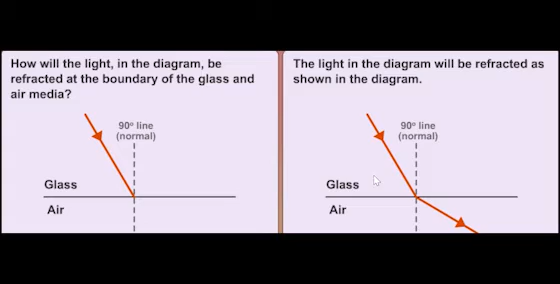 How will the light, in the diagram, be
refracted at the boundary of the glass and
air media?
90° line
(normal)
Glass
Air
The light in the diagram will be refracted as
shown in the diagram.
90° line
(normal)
Glass
Air